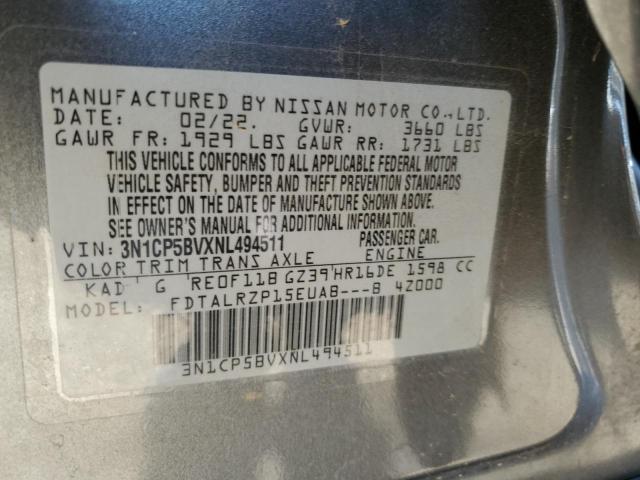 MANUFACTURED BY NISSAN MOTOR CO., LTD.
DATE: 02/22. GVWR: 3660 LBS
GAWR FR: 1929 LBS GAWR RR: 1731 LBS
THIS VEHICLE CONFORMS TO ALL APPLICABLE FEDERAL MOTOR
VEHICLE SAFETY, BUMPER AND THEFT PREVENTION STANDARDS
IN EFFECT ON THE DATE OF MANUFACTURE SHOWN ABOVE.
SEE OWNER'S MANUAL FOR ADDITIONAL INFORMATION.
VIN: 3N1CP5BVXNL494511 PASSENGER CAR.
COLOR TRIM TRANS AXLE ENGINE
KAD G RE0F11B GZ39 HR16DE 1598 CC
MODEL: FDTALRZP15EUAB---B 4Z000
3N1CP5BVXNL494511